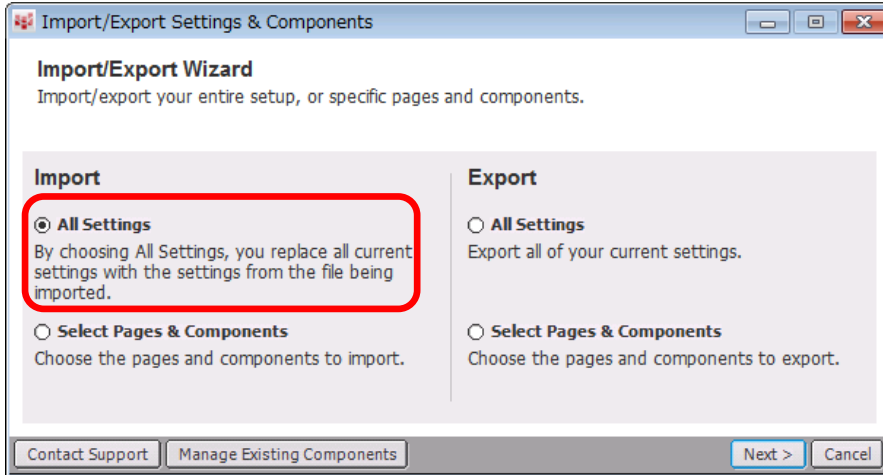 Import/Export Settings & Components
Import/Export Wizard
Import/export your entire setup, or specific pages and components.
Import
All Settings
By choosing All Settings, you replace all current
settings with the settings from the file being
imported.
Select Pages & Components
Choose the pages and components to import.
Export
All Settings
Export all of your current settings.
Select Pages & Components
Choose the pages and components to export.
Contact Support
Manage Existing Components
Next >
Cancel